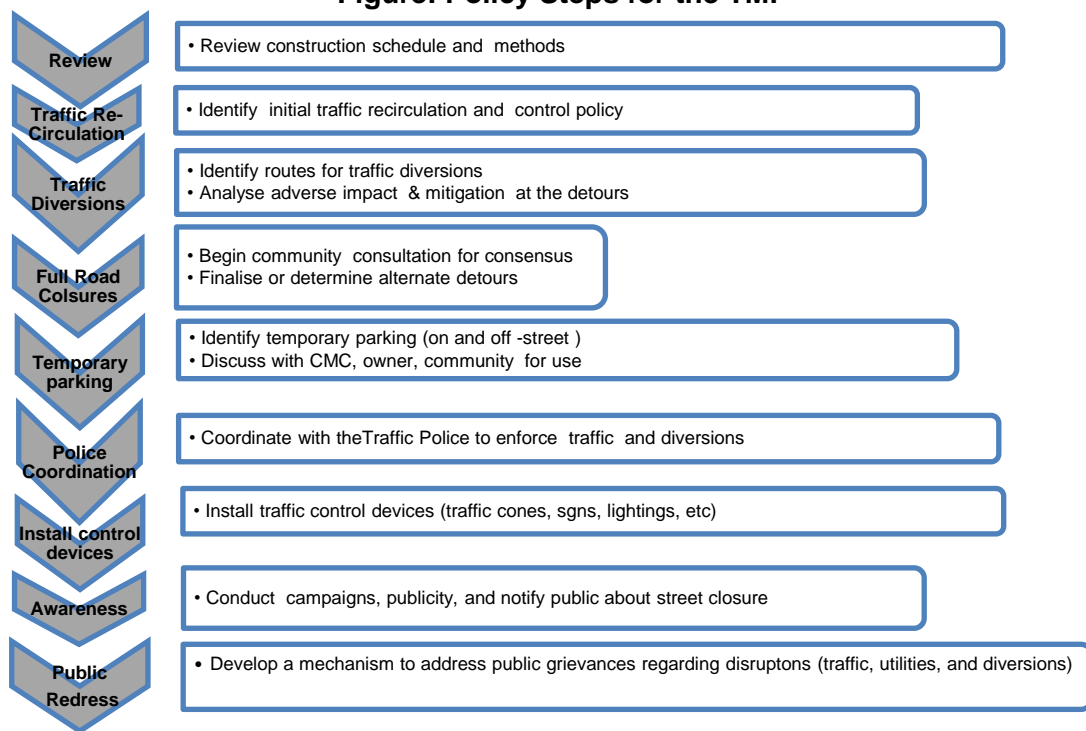 Figure: Policy Steps for the TMP
Review
• Review construction schedule and methods
Traffic Re-
Circulation
• Identify initial traffic recirculation and control policy
Traffic
Diversions
• Identify routes for traffic diversions
• Analyse adverse impact & mitigation at the detours
Full Road
Colsures
• Begin community consultation for consensus
• Finalise or determine alternate detours
Temporary
parking
• Identify temporary parking (on and off -street )
• Discuss with CMC, owner, community for use
Police
Coordination
• Coordinate with theTraffic Police to enforce traffic and diversions
Install control
devices
• Install traffic control devices (traffic cones, sgns, lightings, etc)
Awareness
• Conduct campaigns, publicity, and notify public about street closure
Public
Redress
• Develop a mechanism to address public grievances regarding disruptons (traffic, utilities, and diversions)